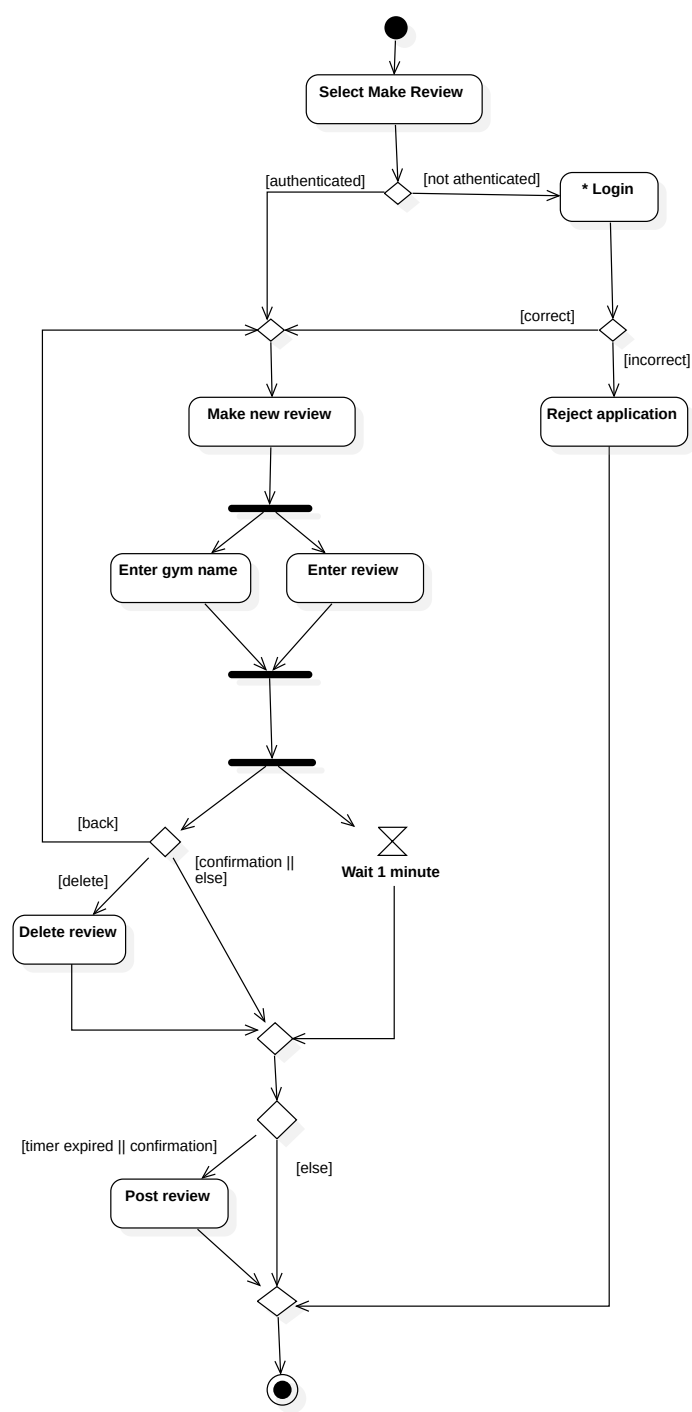 Select Make Review
[authenticated]
[not athenticated]
* Login
[correct]
[incorrect]
Make new review
Reject application
Enter gym name
Enter review
[back]
[confirmation ||
else]
Wait 1 minute
[delete]
Delete review
[timer expired || confirmation]
[else]
Post review